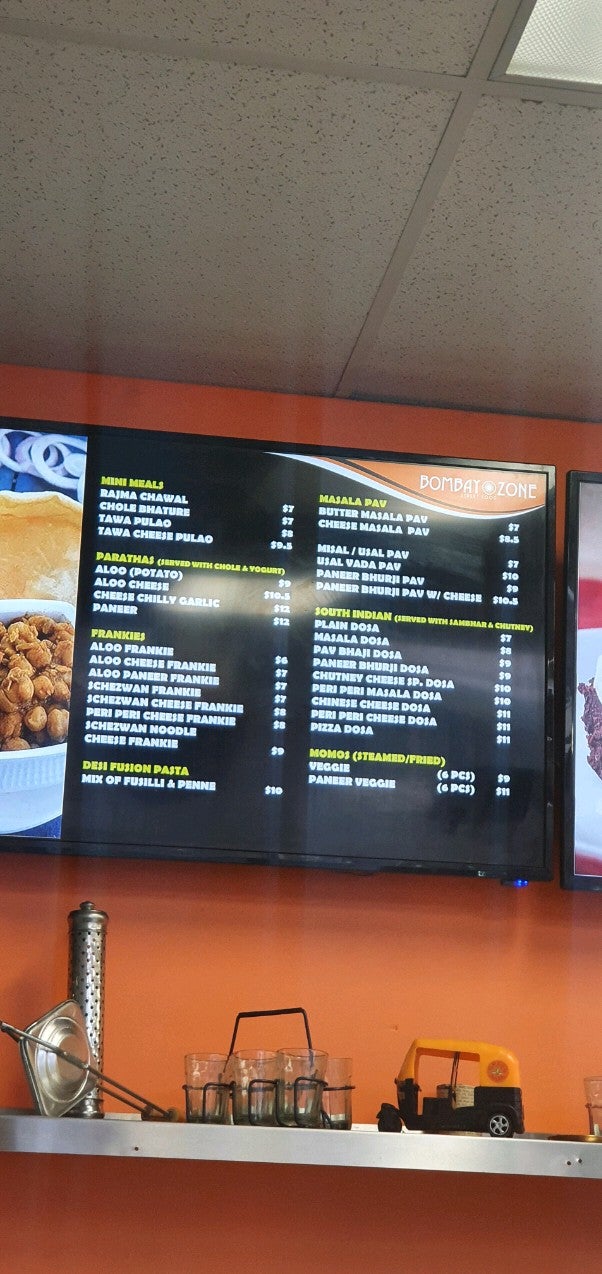 BOMBAY ZONE
MINI MEALS
RAJMA CHAWAL $7
CHOLE BHATURE $7
TAWA PULAO $8
TAWA CHEESE PULAO $9.5
PARATHAS (SERVED WITH CHOLE & YOGURT)
ALOO (POTATO) $9
ALOO CHEESE $10.5
CHEESE CHILLY GARLIC $12
PANEER $12
FRANKIES
ALOO FRANKIE $6
ALOO CHEESE FRANKIE $7
ALOO PANEER FRANKIE $7
SCHEZWAN FRANKIE $7
SCHEZWAN CHEESE FRANKIE $8
PERI PERI CHEESE FRANKIE $8
SCHEZWAN NOODLE
CHEESE FRANKIE $9
DESI FUSION PASTA
MIX OF FUSILLI & PENNE $10
MASALA PAV
BUTTER MASALA PAV $7
CHEESE MASALA PAV $8.5
MISAL / USAL PAV $7
USAL VADA PAV $10
PANEER BHURJI PAV $9
PANEER BHURJI PAV W/ CHEESE $10.5
SOUTH INDIAN (SERVED WITH SAMBHAR & CHUTNEY)
PLAIN DOSA $7
MASALA DOSA $8
PAV BHAJI DOSA $9
PANEER BHURJI DOSA $9
CHUTNEY CHEESE SP. DOSA $10
PERI PERI MASALA DOSA $10
CHINESE CHEESE DOSA $11
PERI PERI CHEESE DOSA $11
PIZZA DOSA $11
MOMOS (STEAMED/FRIED)
VEGGIE (6 PCS) $9
PANEER VEGGIE (6 PCS) $11